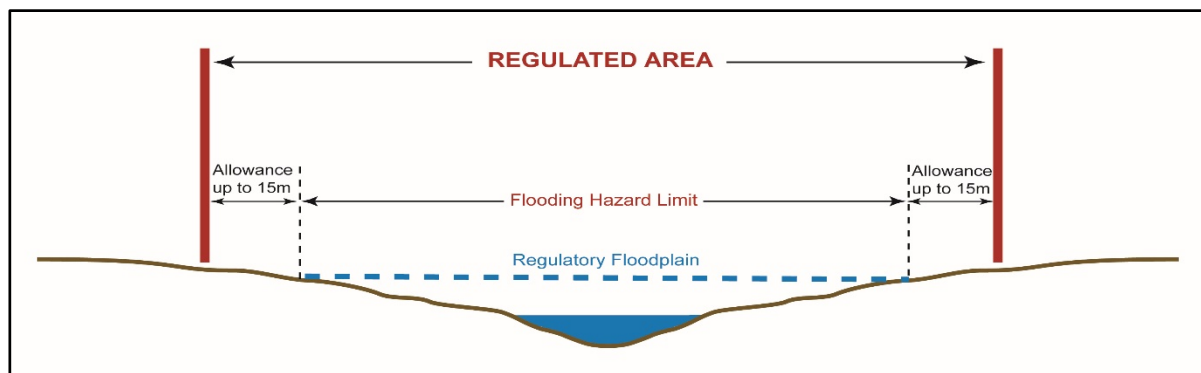 REGULATED AREA
Allowance
up to 15m
Flooding Hazard Limit
Allowance
up to 15m
Regulatory Floodplain